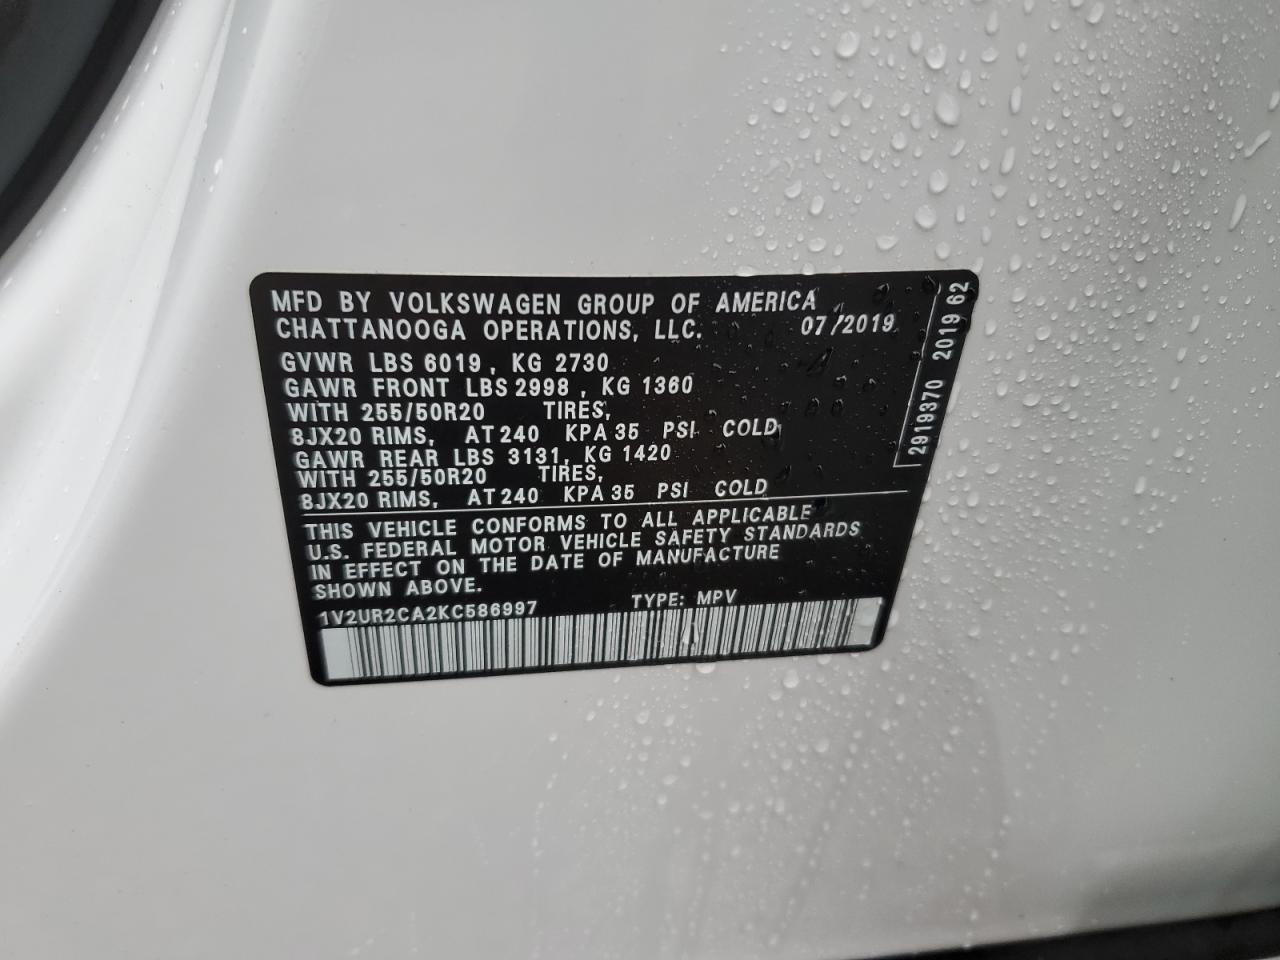 MFD BY VOLKSWAGEN GROUP OF AMERICA
CHATTANOOGA OPERATIONS, LLC. 07/2019
GVWR LBS 6019, KG 2730
GAWR FRONT LBS 2998, KG 1360
WITH 255/50R20 TIRES,
8JX20 RIMS, AT 240 KPA 35 PSI COLD
GAWR REAR LBS 3131, KG 1420
WITH 255/50R20 TIRES,
8JX20 RIMS, AT 240 KPA 35 PSI COLD
THIS VEHICLE CONFORMS TO ALL APPLICABLE
U.S. FEDERAL MOTOR VEHICLE SAFETY STANDARDS
IN EFFECT ON THE DATE OF MANUFACTURE
SHOWN ABOVE.
1V2UR2CA2KC586997 TYPE: MPV
2919370 2019 62